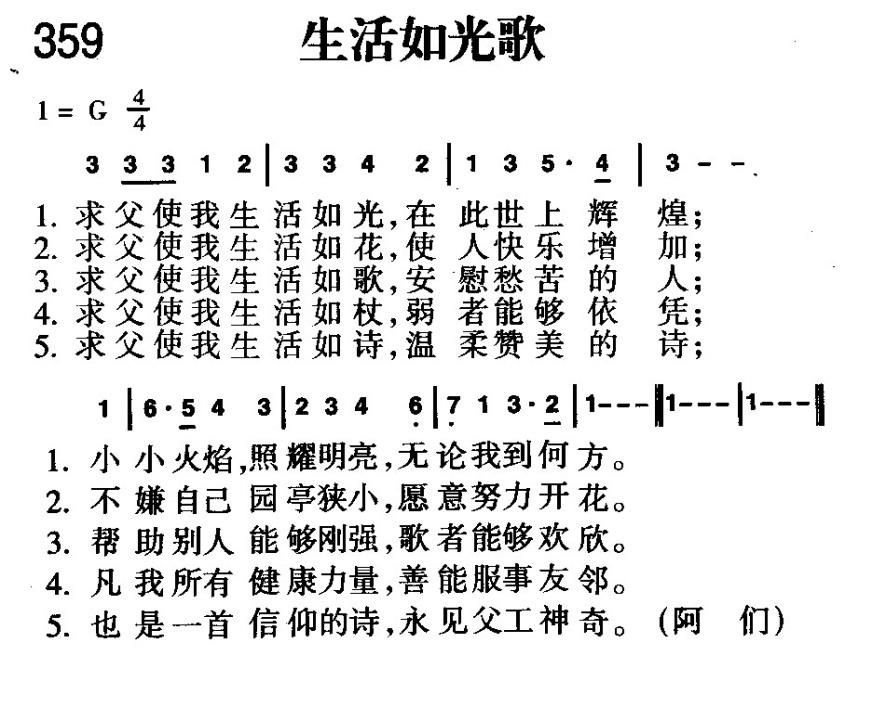 359 生活如光歌
1 = G 4/4
3 3 3 1 2 | 3 3 4 2 | 1 3 5· 4 | 3 - -
1. 求父使我生活如光,在此世上辉煌;
2. 求父使我生活如花,使人快乐增加;
3. 求父使我生活如歌,安慰愁苦的人;
4. 求父使我生活如杖,弱者能够依凭;
5. 求父使我生活如诗,温柔赞美的诗;
1 | 6· 5 4 3 | 2 3 4 6 | 7 1 3· 2 | 1 - - - || 1 - - - | 1 - - - ||
1. 小小火焰,照耀明亮,无论我到何方。
2. 不嫌自己园亭狭小,愿意努力开花。
3. 帮助别人能够刚强,歌者能够欢欣。
4. 凡我所有健康力量,善能服事友邻。
5. 也是一首信仰的诗,永见父工神奇。(阿们)